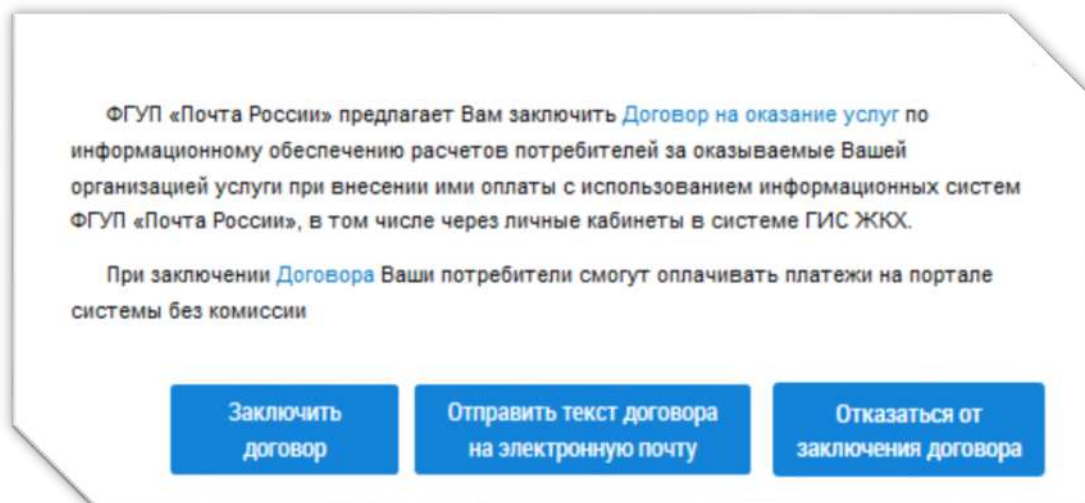 ФГУП «Почта России» предлагает Вам заключить Договор на оказание услуг по
информационному обеспечению расчетов потребителей за оказываемые Вашей
организацией услуги при внесении ими оплаты с использованием информационных систем
ФГУП «Почта России», в том числе через личные кабинеты в системе ГИС ЖКХ.
При заключении Договора Ваши потребители смогут оплачивать платежи на портале
системы без комиссии
Заключить
договор
Отправить текст договора
на электронную почту
Отказаться от
заключения договора